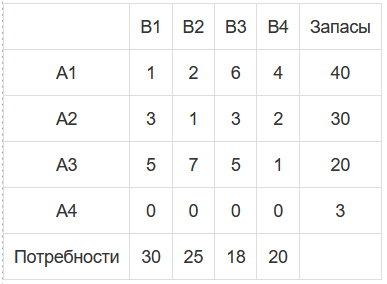 B1 B2 B3 B4 Запасы
A1 1 2 6 4 40
A2 3 1 3 2 30
A3 5 7 5 1 20
A4 0 0 0 0 3
Потребности 30 25 18 20